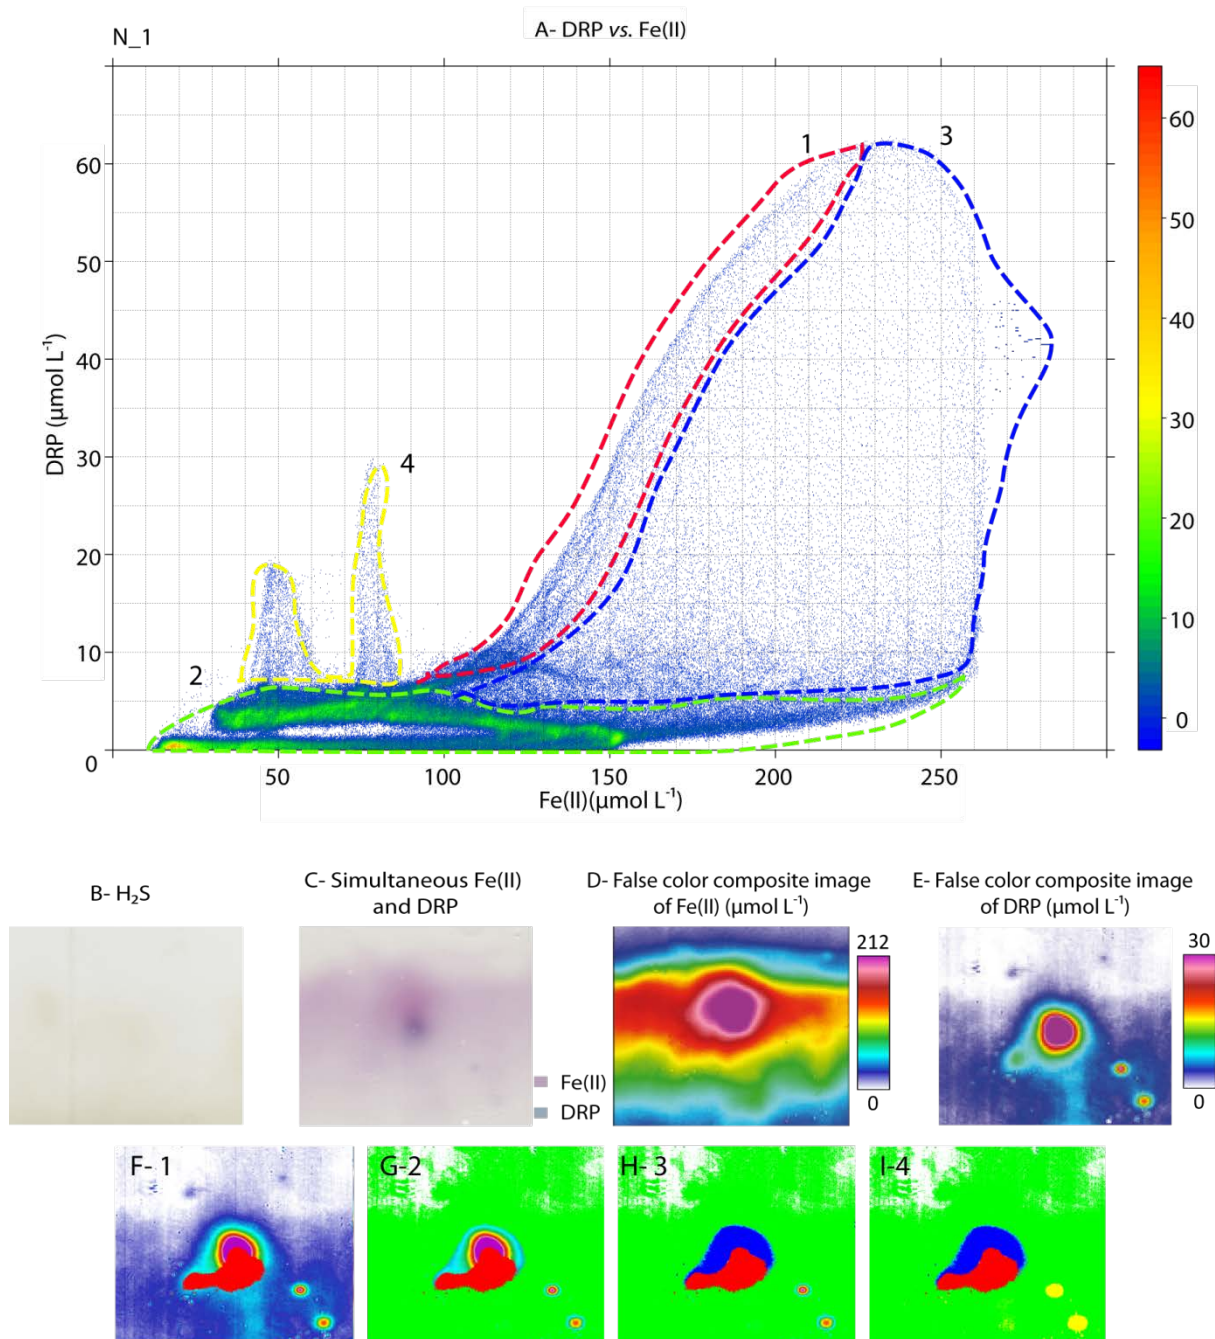 A- DRP vs. Fe(II)
N_1
1
3
4
2
60
50
40
30
20
10
0
DRP (µmol L⁻¹)
50
100
150
200
250
Fe(II)(µmol L⁻¹)
60
50
40
30
20
10
0
B- H₂S
C- Simultaneous Fe(II)
and DRP
Fe(II)
DRP
D- False color composite image
of Fe(II) (µmol L⁻¹)
212
0
E- False color composite image
of DRP (µmol L⁻¹)
30
0
F- 1
G-2
H- 3
I-4